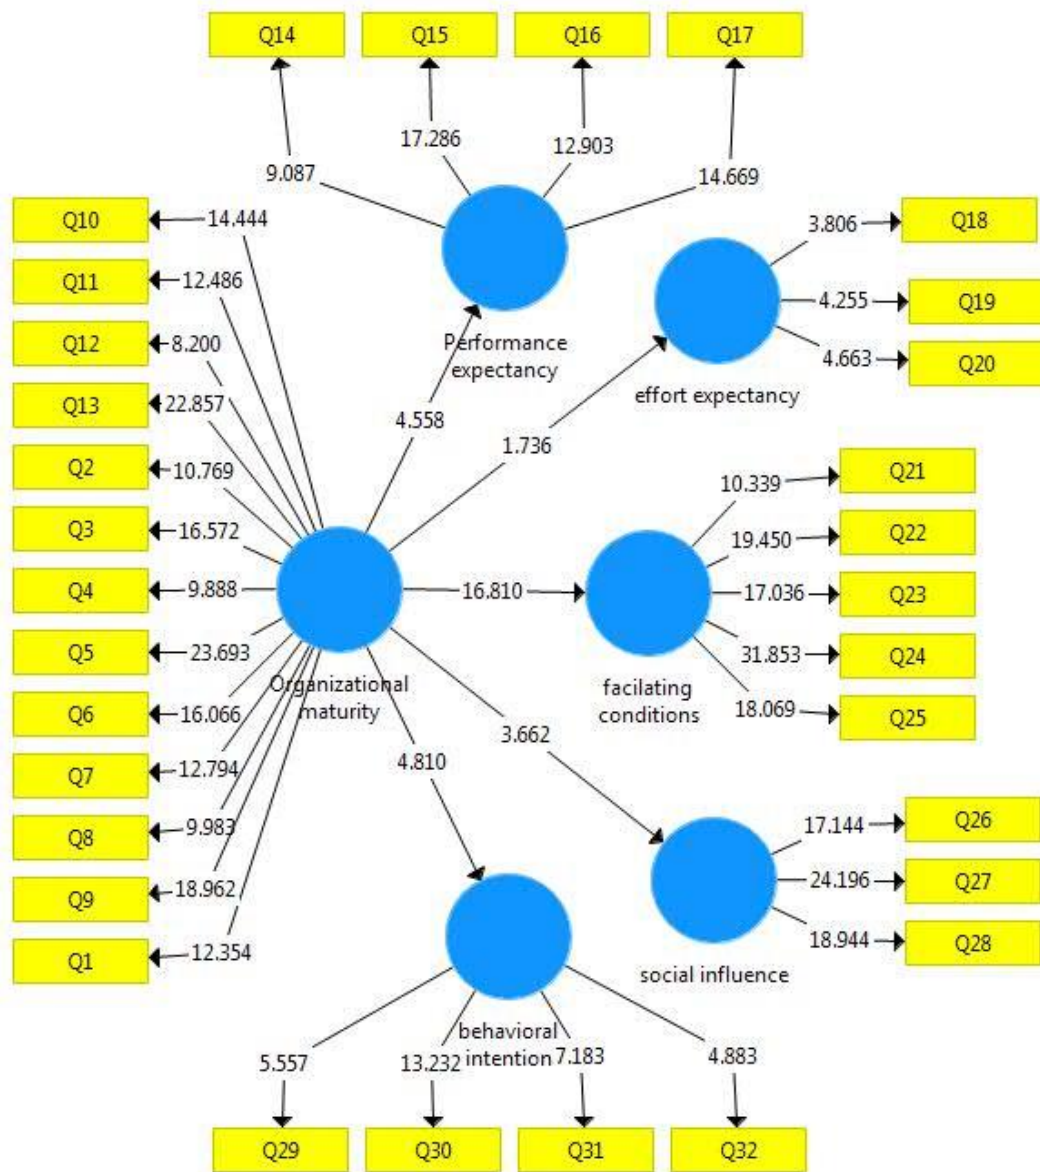 Q14
Q15
Q16
Q17
9.087
17.286
12.903
14.669
Q10
Q11
Q12
Q13
Q2
Q3
Q4
Q5
Q6
Q7
Q8
Q9
Q1
14.444
12.486
8.200
22.857
10.769
16.572
9.888
23.693
16.066
12.794
9.983
18.962
12.354
Organizational
maturity
4.558
1.736
16.810
3.662
4.810
Performance
expectancy
effort expectancy
3.806
4.255
4.663
Q18
Q19
Q20
facilating
conditions
10.339
19.450
17.036
31.853
18.069
Q21
Q22
Q23
Q24
Q25
social influence
17.144
24.196
18.944
Q26
Q27
Q28
behavioral
intention
5.557
13.232
7.183
4.883
Q29
Q30
Q31
Q32